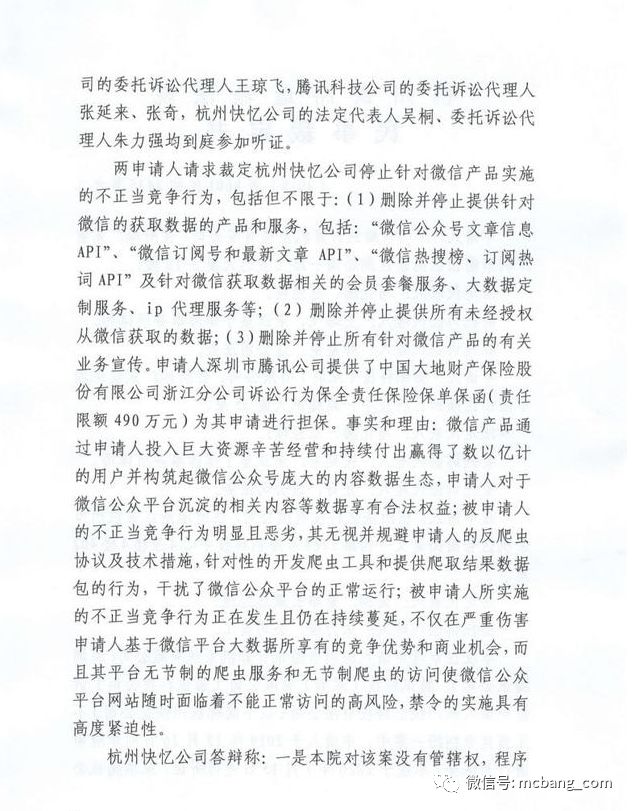 司的委托诉讼代理人王琼飞，腾讯科技公司的委托诉讼代理人
张延来、张奇，杭州快忆公司的法定代表人吴桐、委托诉讼代
理人朱力强均到庭参加听证。
两申请人请求裁定杭州快忆公司停止针对微信产品实施
的不正当竞争行为，包括但不限于：（1）删除并停止提供针对
微信的获取数据的产品和服务，包括：“微信公众号文章信息
API”、“微信订阅号和最新文章 API”、“微信热搜榜、订阅热
词 API”及针对微信获取数据相关的会员套餐服务、大数据定
制服务、ip 代理服务等；（2）删除并停止提供所有未经授权
从微信获取的数据；（3）删除并停止所有针对微信产品的有关
业务宣传。申请人深圳市腾讯公司提供了中国大地财产保险股
份有限公司浙江分公司诉讼行为保全责任保险保单保函（责任
限额 490 万元）为其申请进行担保。事实和理由：微信产品通
过申请人投入巨大资源辛苦经营和持续付出赢得了数以亿计
的用户并构筑起微信公众号庞大的内容数据生态，申请人对于
微信公众平台沉淀的相关内容等数据享有合法权益；被申请人
的不正当竞争行为明显且恶劣，其无视并规避申请人的反爬虫
协议及技术措施，针对性的开发爬虫工具和提供爬取结果数据
包的行为，干扰了微信公众平台的正常运行；被申请人所实施
的不正当竞争行为正在发生且仍在持续蔓延，不仅在严重伤害
申请人基于微信平台大数据所享有的竞争优势和商业机会，而
且其平台无节制的爬虫服务和无节制爬虫的访问使微信公众
平台网站随时面临着不能正常访问的高风险，禁令的实施具有
高度紧迫性。
杭州快忆公司答辩称：一是本院对该案没有管辖权，程序
微信号: mcbang_com